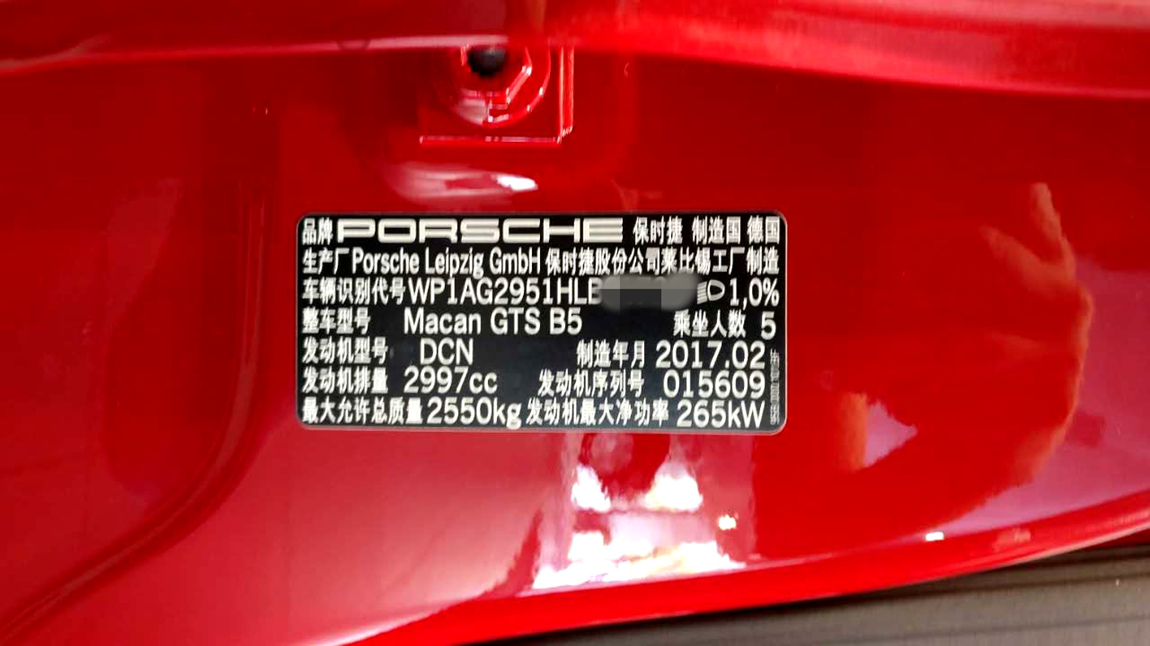 品牌 PORSCHE 保时捷 制造国 德国
生产厂 Porsche Leipzig GmbH 保时捷股份公司莱比锡工厂制造
车辆识别代号 WP1AG2951HLB 1,0%
整车型号 Macan GTS B5 乘坐人数 5
发动机型号 DCN 制造年月 2017.02
发动机排量 2997cc 发动机序列号 015609
最大允许总质量 2550kg 发动机最大净功率 265kW